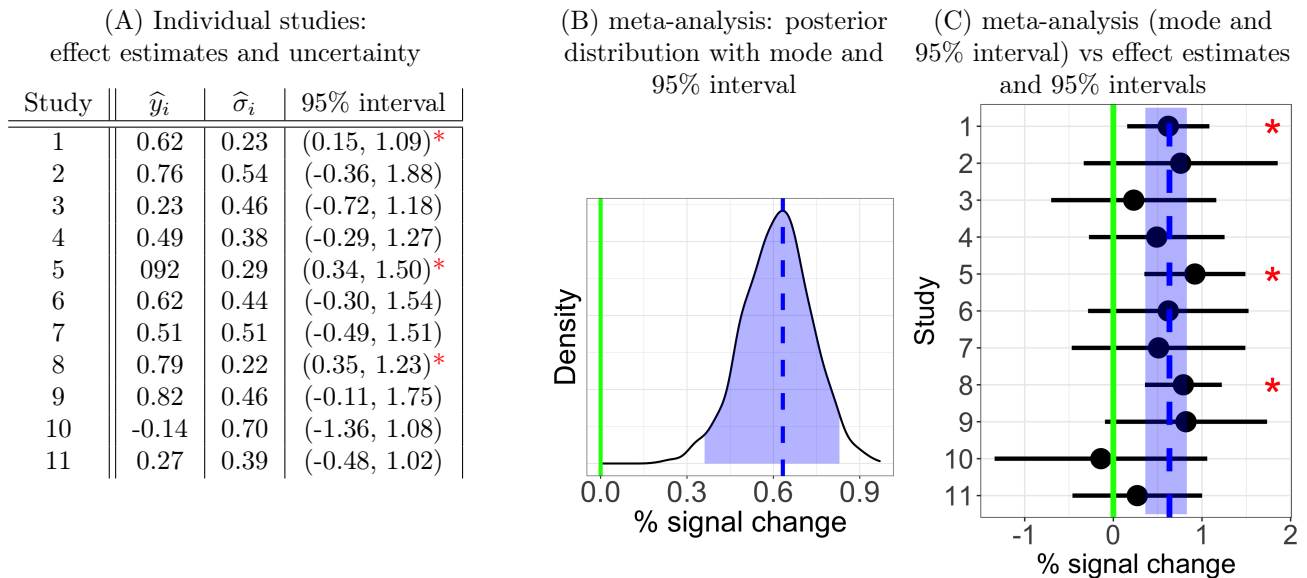 (A) Individual studies:
effect estimates and uncertainty
Study ŷᵢ σ̂ᵢ 95% interval
1 0.62 0.23 (0.15, 1.09)*
2 0.76 0.54 (-0.36, 1.88)
3 0.23 0.46 (-0.72, 1.18)
4 0.49 0.38 (-0.29, 1.27)
5 092 0.29 (0.34, 1.50)*
6 0.62 0.44 (-0.30, 1.54)
7 0.51 0.51 (-0.49, 1.51)
8 0.79 0.22 (0.35, 1.23)*
9 0.82 0.46 (-0.11, 1.75)
10 -0.14 0.70 (-1.36, 1.08)
11 0.27 0.39 (-0.48, 1.02)
(B) meta-analysis: posterior
distribution with mode and
95% interval
Density
0.0 0.3 0.6 0.9
% signal change
(C) meta-analysis (mode and
95% interval) vs effect estimates
and 95% intervals
Study
1 *
2
3
4
5 *
6
7
8 *
9
10
11
-1 0 1 2
% signal change